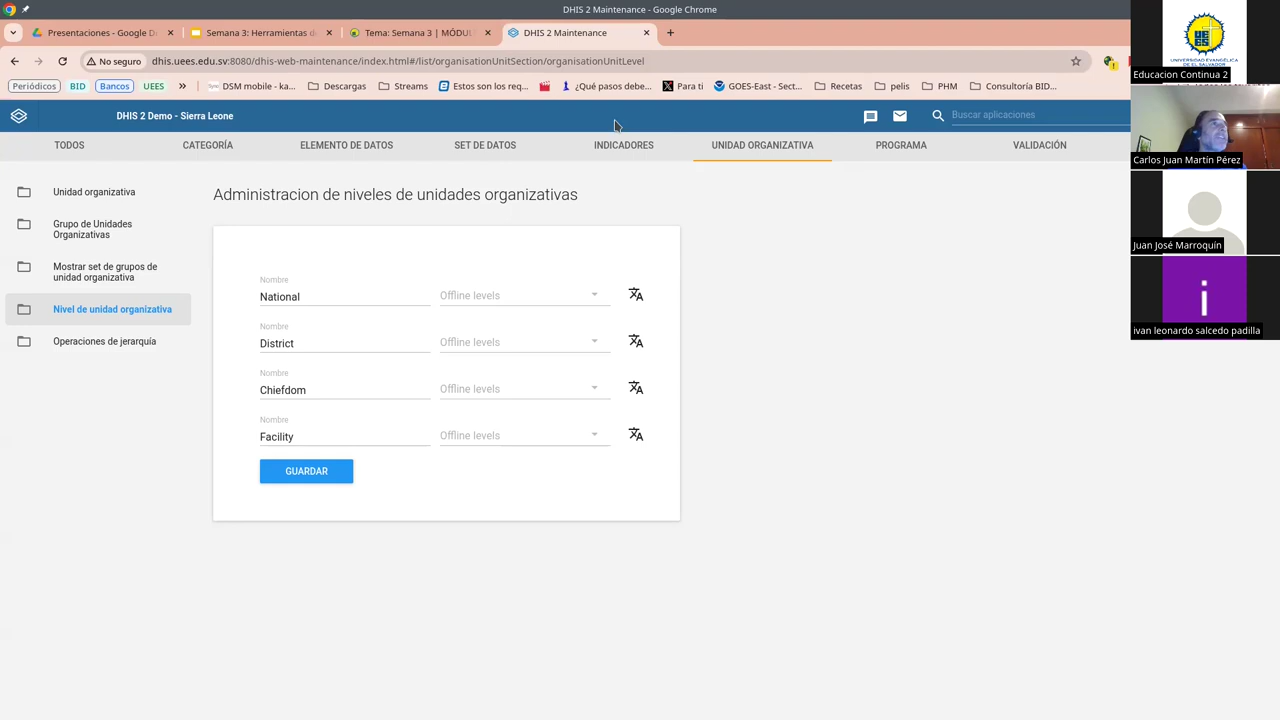 DHIS 2 Maintenance - Google Chrome
Presentaciones - Google D
Semana 3: Herramientas d
Tema: Semana 3 | MÓDUL
DHIS 2 Maintenance
No seguro
dhis.uees.edu.sv:8080/dhis-web-maintenance/index.html#/list/organisationUnitSection/organisationUnitLevel
Periódicos
BID
Bancos
UEES
DSM mobile - ka...
Descargas
Streams
Estos son los req...
¿Qué pasos debe...
Para ti
GOES-East - Sect...
Recetas
pelis
PHM
Consultoría BID...
DHIS 2 Demo - Sierra Leone
Buscar aplicaciones
TODOS
CATEGORÍA
ELEMENTO DE DATOS
SET DE DATOS
INDICADORES
UNIDAD ORGANIZATIVA
PROGRAMA
VALIDACIÓN
Unidad organizativa
Grupo de Unidades
Organizativas
Mostrar set de grupos de
unidad organizativa
Nivel de unidad organizativa
Operaciones de jerarquía
Administracion de niveles de unidades organizativas
Nombre
National
Offline levels
Nombre
District
Offline levels
Nombre
Chiefdom
Offline levels
Nombre
Facility
Offline levels
GUARDAR
UEES
UNIVERSIDAD EVANGÉLICA
DE EL SALVADOR
Educacion Continua 2
Carlos Juan Martín Pérez
Juan José Marroquín
i
ivan leonardo salcedo padilla